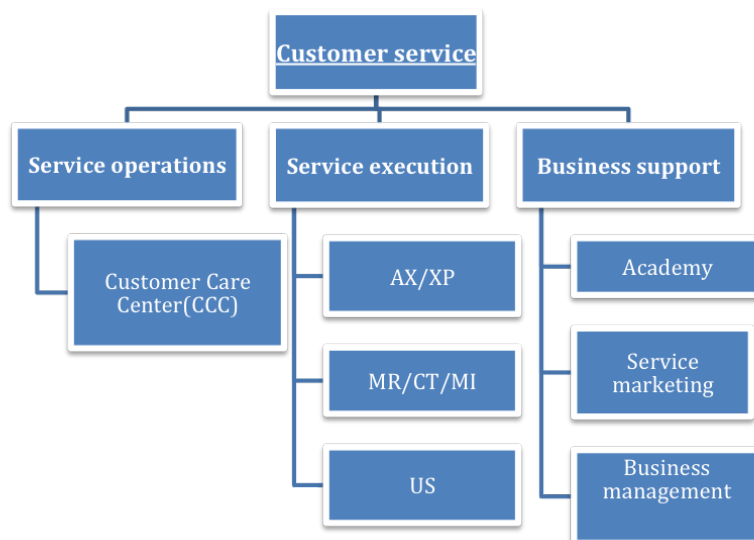 Customer service
Service operations
Service execution
Business support
Customer Care
Center(CCC)
AX/XP
MR/CT/MI
US
Academy
Service
marketing
Business
management